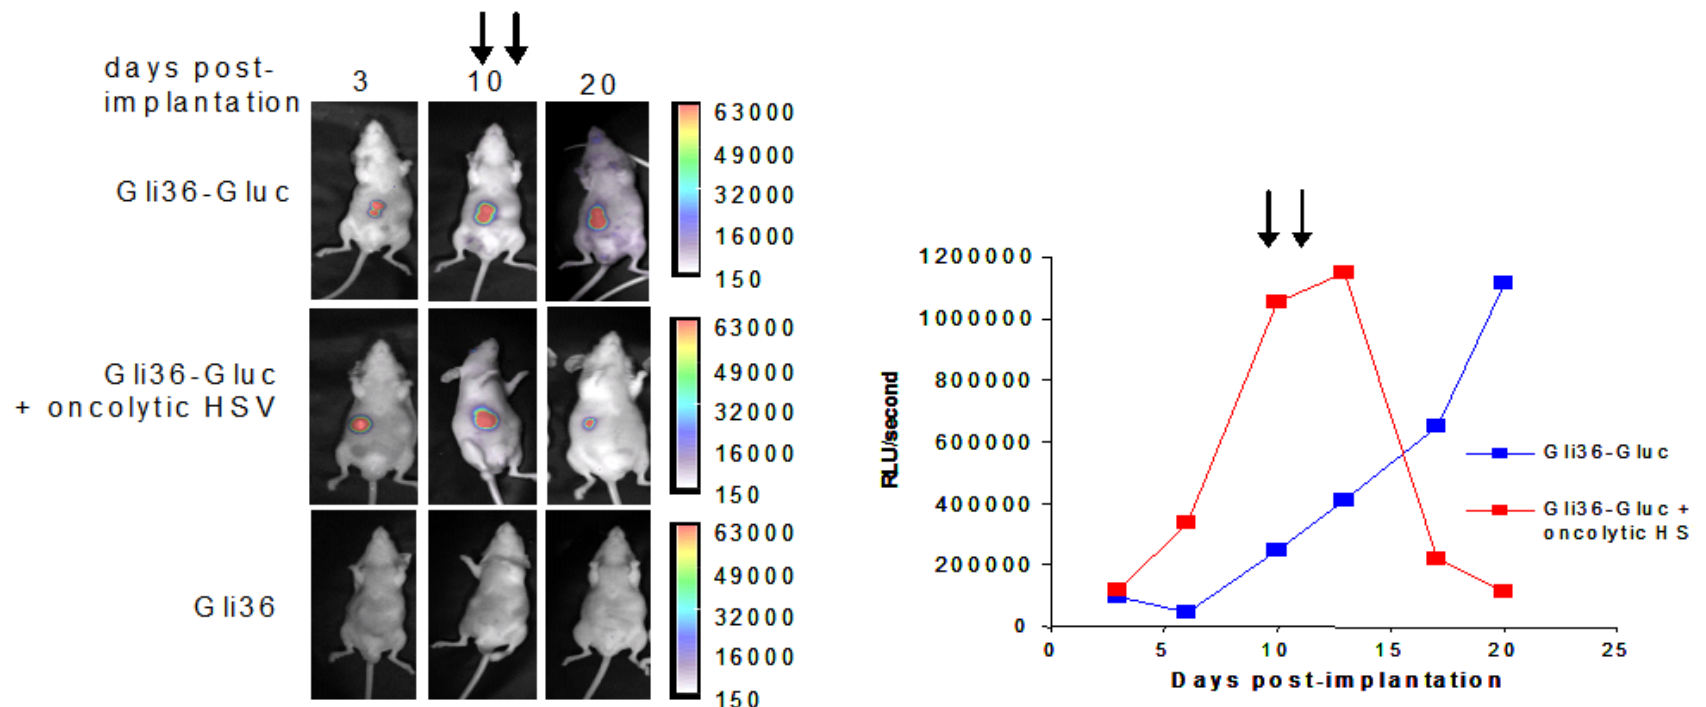 days post-
implantation
3
10
20
Gli36-Gluc
63000
49000
32000
16000
150
Gli36-Gluc
+ oncolytic HSV
63000
49000
32000
16000
150
Gli36
63000
49000
32000
16000
150
1200000
1000000
800000
600000
400000
200000
0
RLU/second
0
5
10
15
20
25
Days post-implantation
Gli36-Gluc
Gli36-Gluc +
oncolytic HS